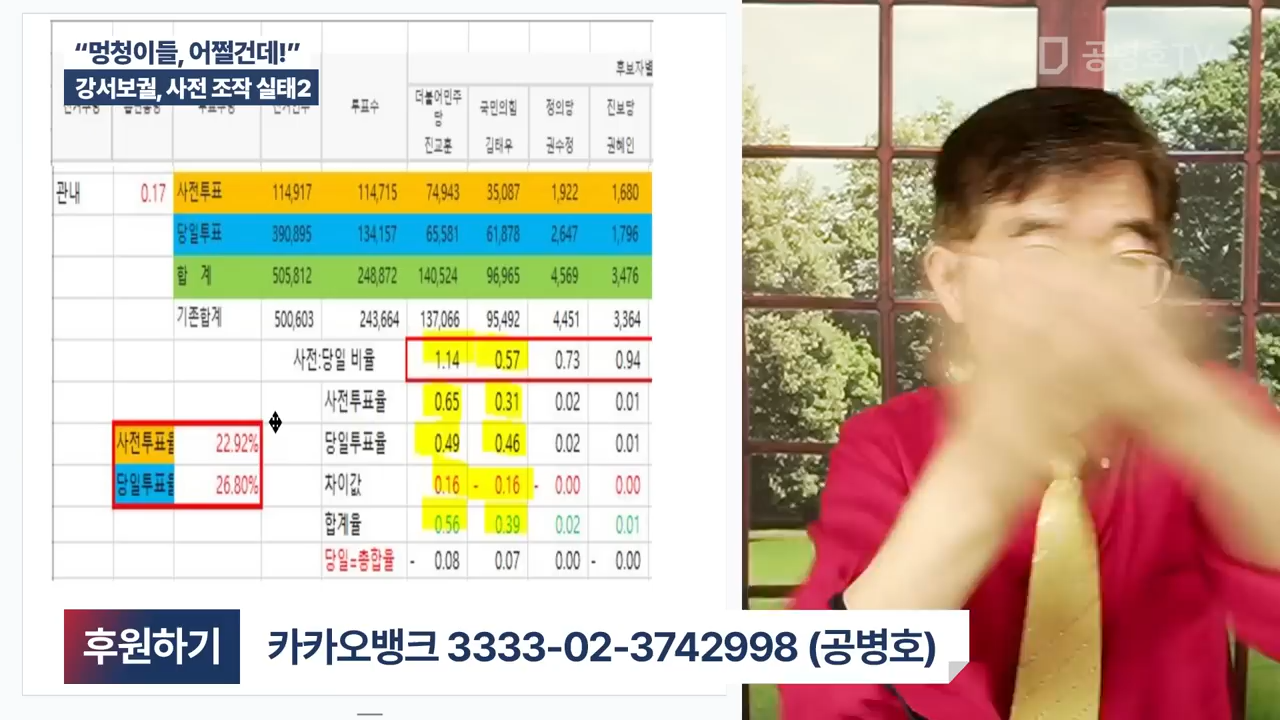 “멍청이들, 어쩔건데!”
강서보궐, 사전 조작 실태2
공병호TV
후보자별
투표수 더불어민주 국민의힘 정의당 진보당
당
진교훈 김태우 권수정 권혜인
관내 0.17 사전투표 114,917 114,715 74,943 35,087 1,922 1,680
당일투표 390,895 134,157 65,581 61,878 2,647 1,796
합 계 505,812 248,872 140,524 96,965 4,569 3,476
기존합계 500,603 243,664 137,066 95,492 4,451 3,364
사전:당일 비율 1.14 0.57 0.73 0.94
사전투표율 0.65 0.31 0.02 0.01
사전투표율 22.92% 당일투표율 0.49 0.46 0.02 0.01
당일투표율 26.80% 차이값 0.16 - 0.16 - 0.00 0.00
합계율 0.56 0.39 0.02 0.01
당일=총합율 - 0.08 0.07 0.00 - 0.00
후원하기 카카오뱅크 3333-02-3742998 (공병호)